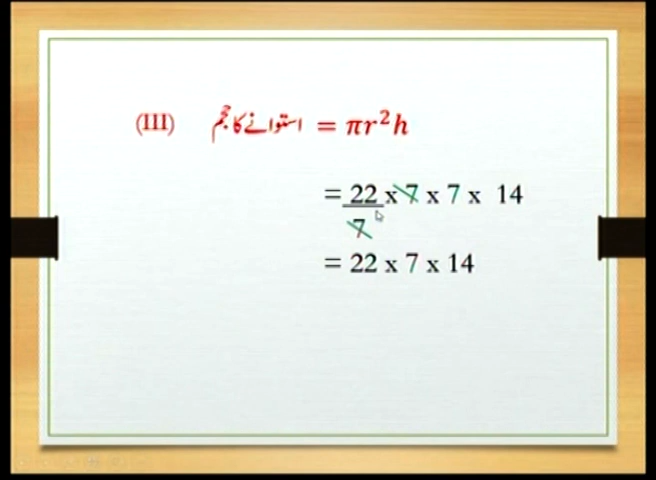 (III) استوانے کا حجم = πr²h
= 22 x 7 x 7 x 14
7
= 22 x 7 x 14